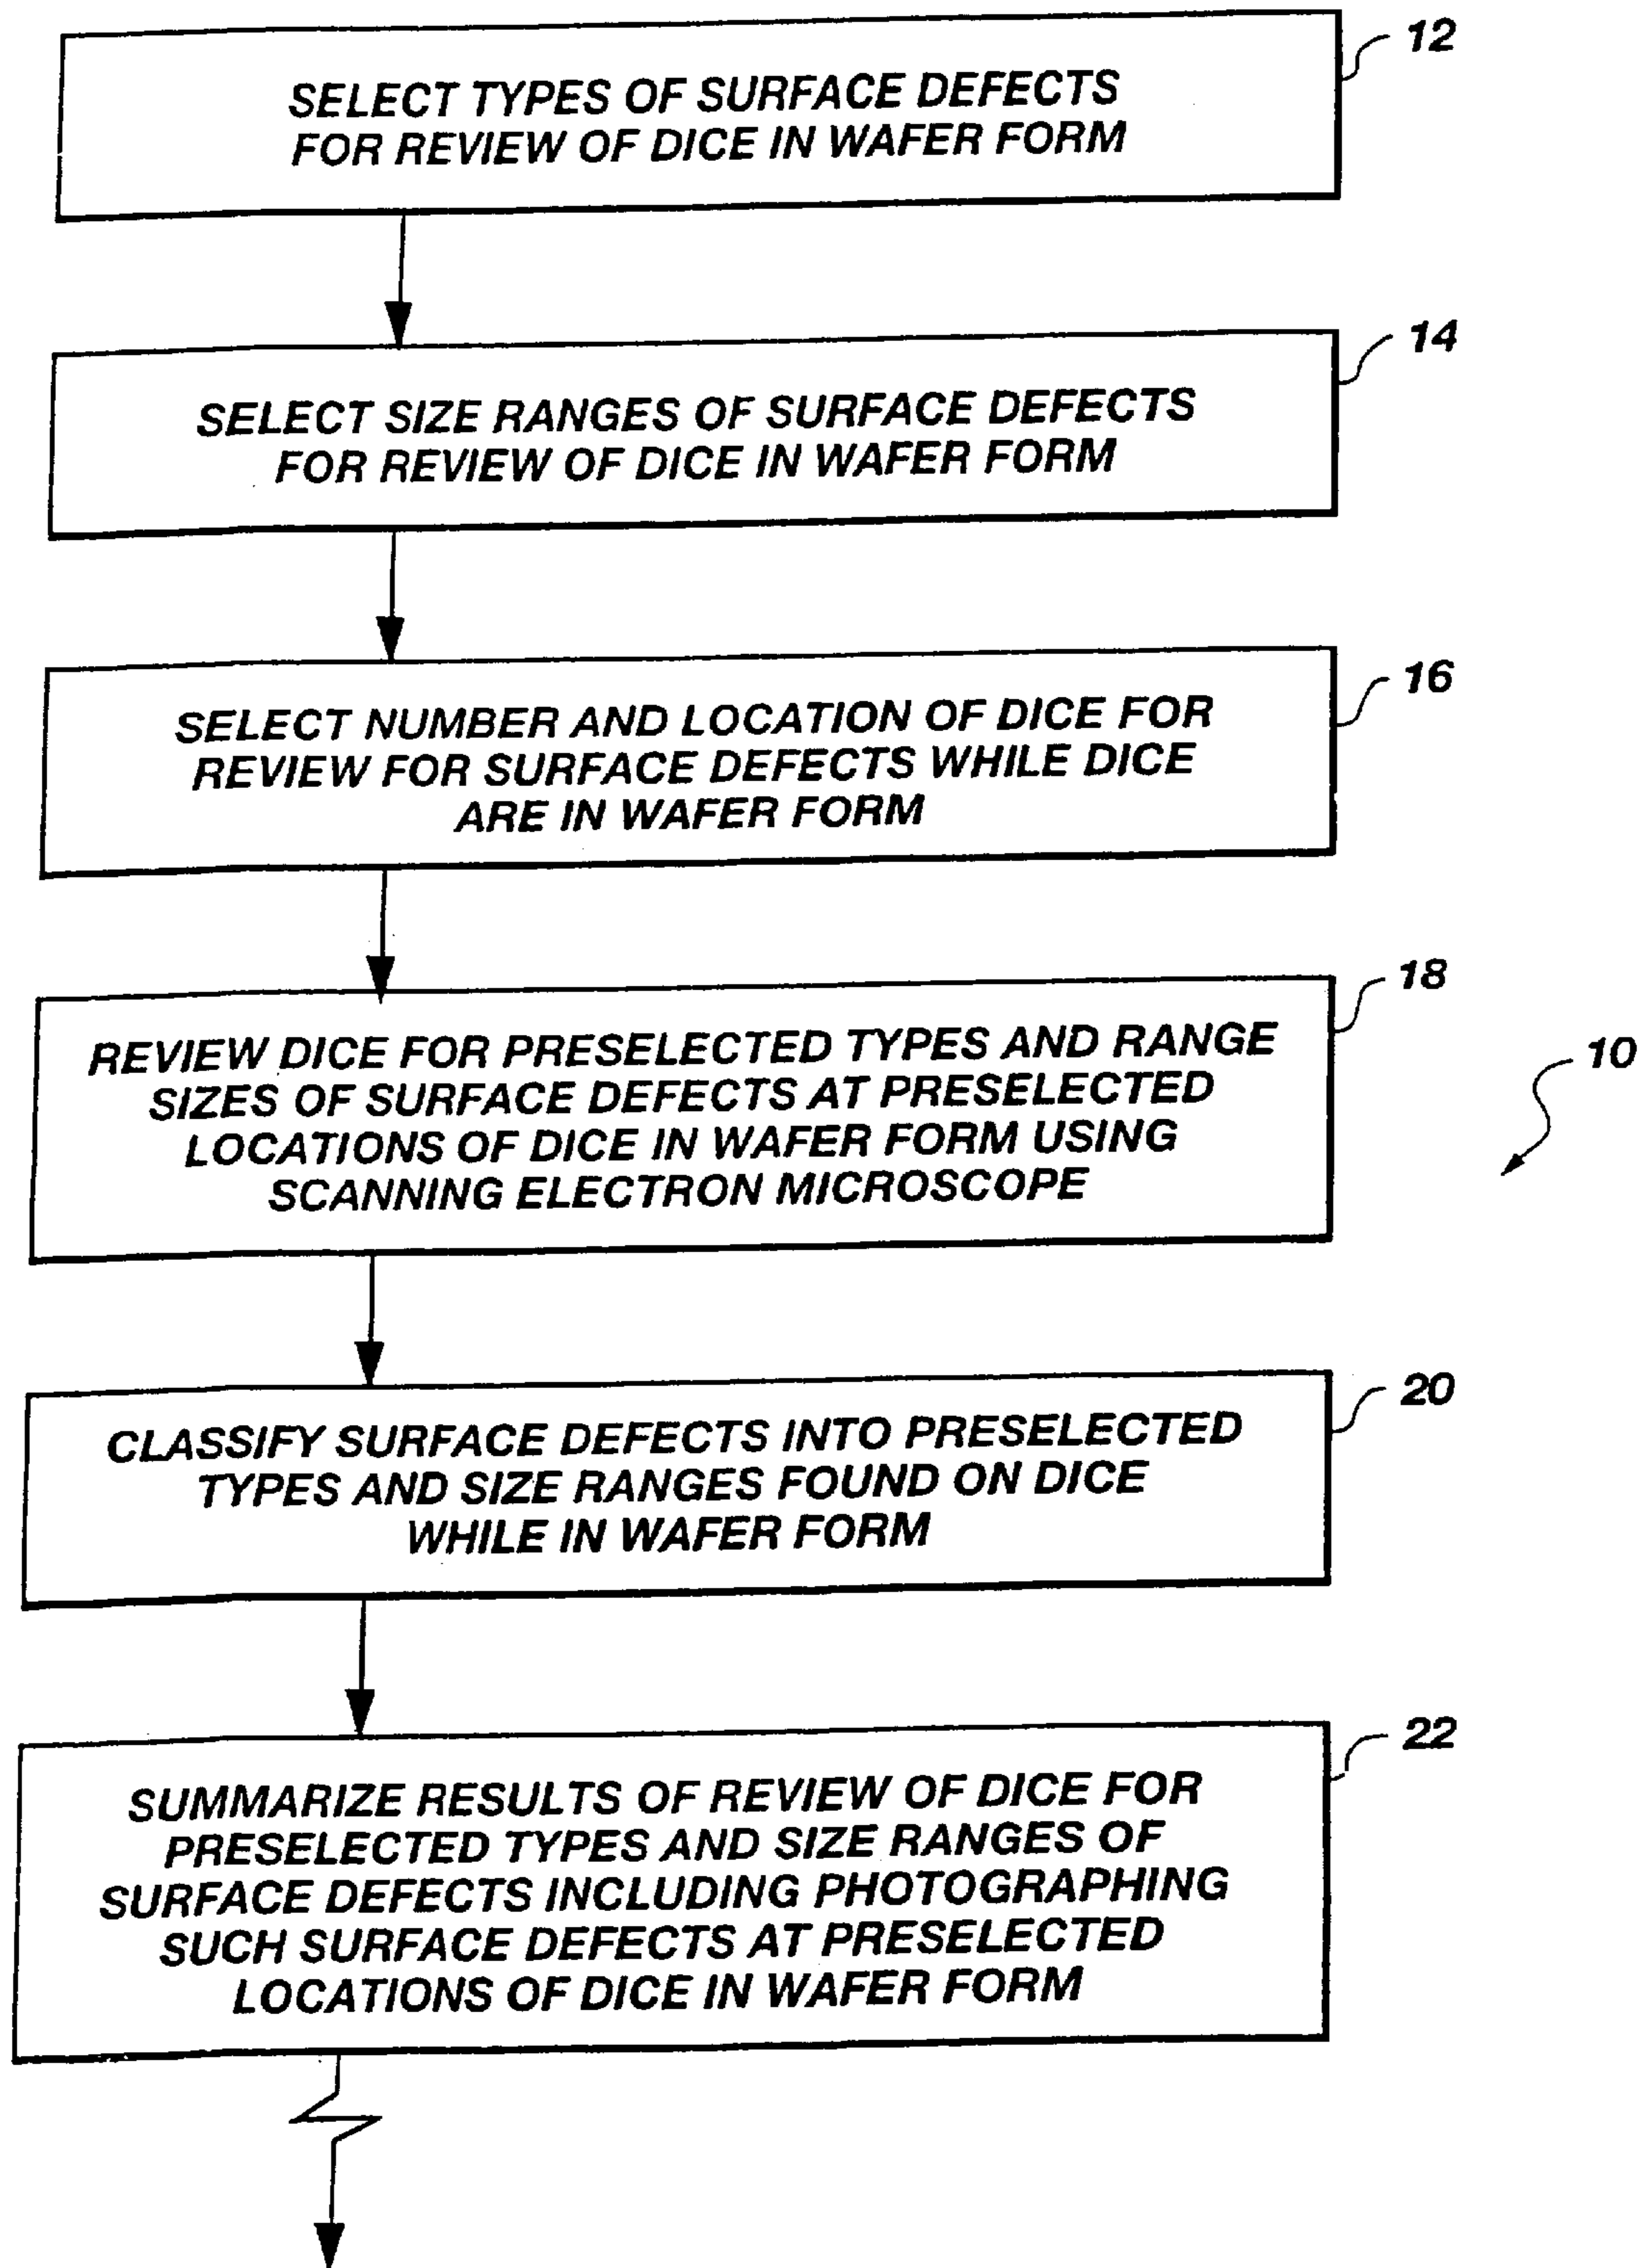 12
SELECT TYPES OF SURFACE DEFECTS
FOR REVIEW OF DICE IN WAFER FORM
14
SELECT SIZE RANGES OF SURFACE DEFECTS
FOR REVIEW OF DICE IN WAFER FORM
16
SELECT NUMBER AND LOCATION OF DICE FOR
REVIEW FOR SURFACE DEFECTS WHILE DICE
ARE IN WAFER FORM
18
REVIEW DICE FOR PRESELECTED TYPES AND RANGE
SIZES OF SURFACE DEFECTS AT PRESELECTED
LOCATIONS OF DICE IN WAFER FORM USING
SCANNING ELECTRON MICROSCOPE
10
20
CLASSIFY SURFACE DEFECTS INTO PRESELECTED
TYPES AND SIZE RANGES FOUND ON DICE
WHILE IN WAFER FORM
22
SUMMARIZE RESULTS OF REVIEW OF DICE FOR
PRESELECTED TYPES AND SIZE RANGES OF
SURFACE DEFECTS INCLUDING PHOTOGRAPHING
SUCH SURFACE DEFECTS AT PRESELECTED
LOCATIONS OF DICE IN WAFER FORM